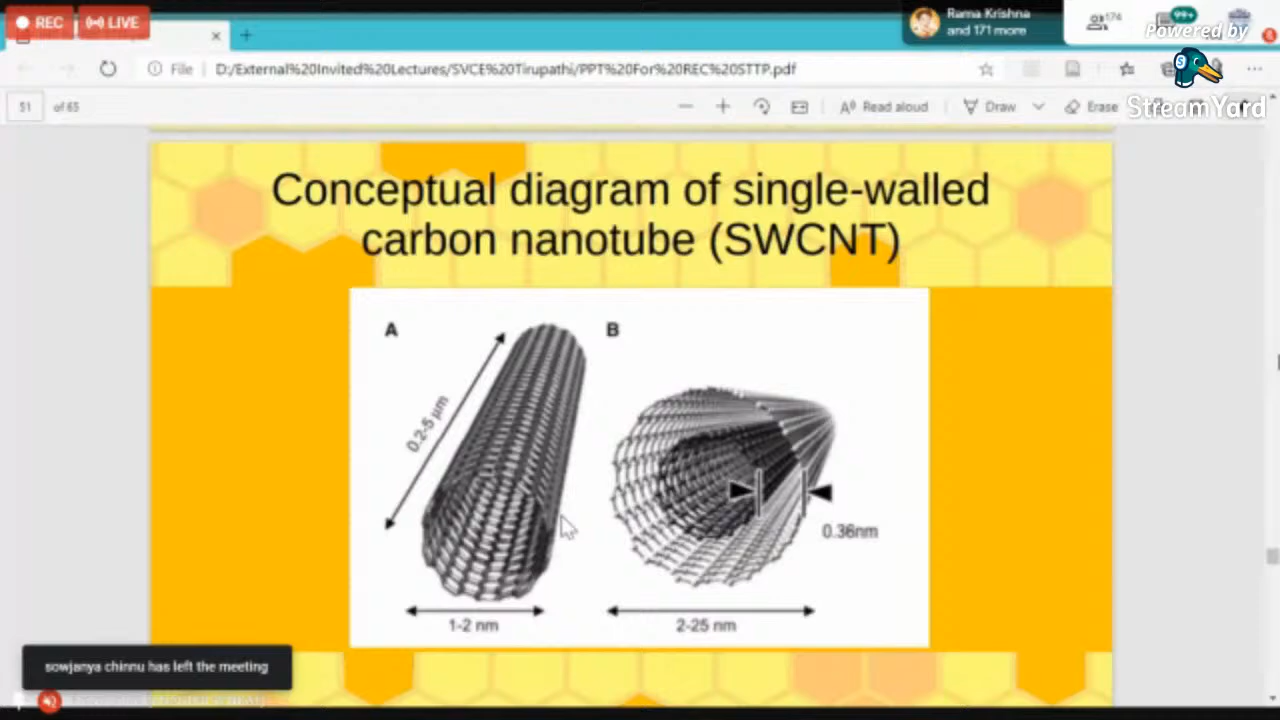 REC
LIVE
Rama Krishna
and 171 more
174
99+
Powered by
StreamYard
File
D:/External%20Invited%20Lectures/SVCE%20Tirupathi/PPT%20For%20REC%20STTP.pdf
51 of 65
Read aloud
Draw
Erase
Conceptual diagram of single-walled
carbon nanotube (SWCNT)
A
B
0.2-5 µm
0.36nm
1-2 nm
2-25 nm
sowjanya chinnu has left the meeting